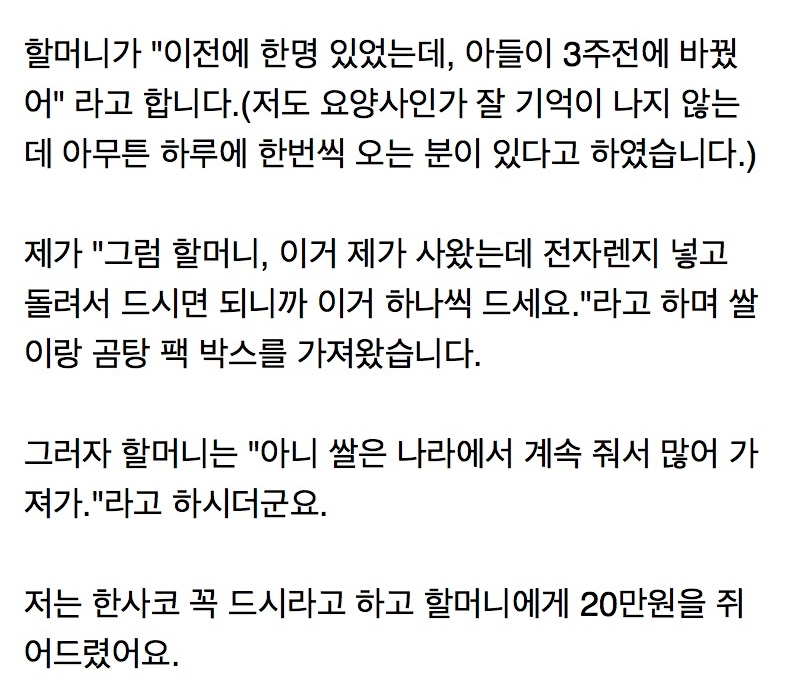 할머니가 "이전에 한명 있었는데, 아들이 3주전에 바꿨
어" 라고 합니다.(저도 요양사인가 잘 기억이 나지 않는
데 아무튼 하루에 한번씩 오는 분이 있다고 하였습니다.)
제가 "그럼 할머니, 이거 제가 사왔는데 전자렌지 넣고
돌려서 드시면 되니까 이거 하나씩 드세요."라고 하며 쌀
이랑 곰탕 팩 박스를 가져왔습니다.
그러자 할머니는 "아니 쌀은 나라에서 계속 줘서 많어 가
져가."라고 하시더군요.
저는 한사코 꼭 드시라고 하고 할머니에게 20만원을 쥐
어드렸어요.